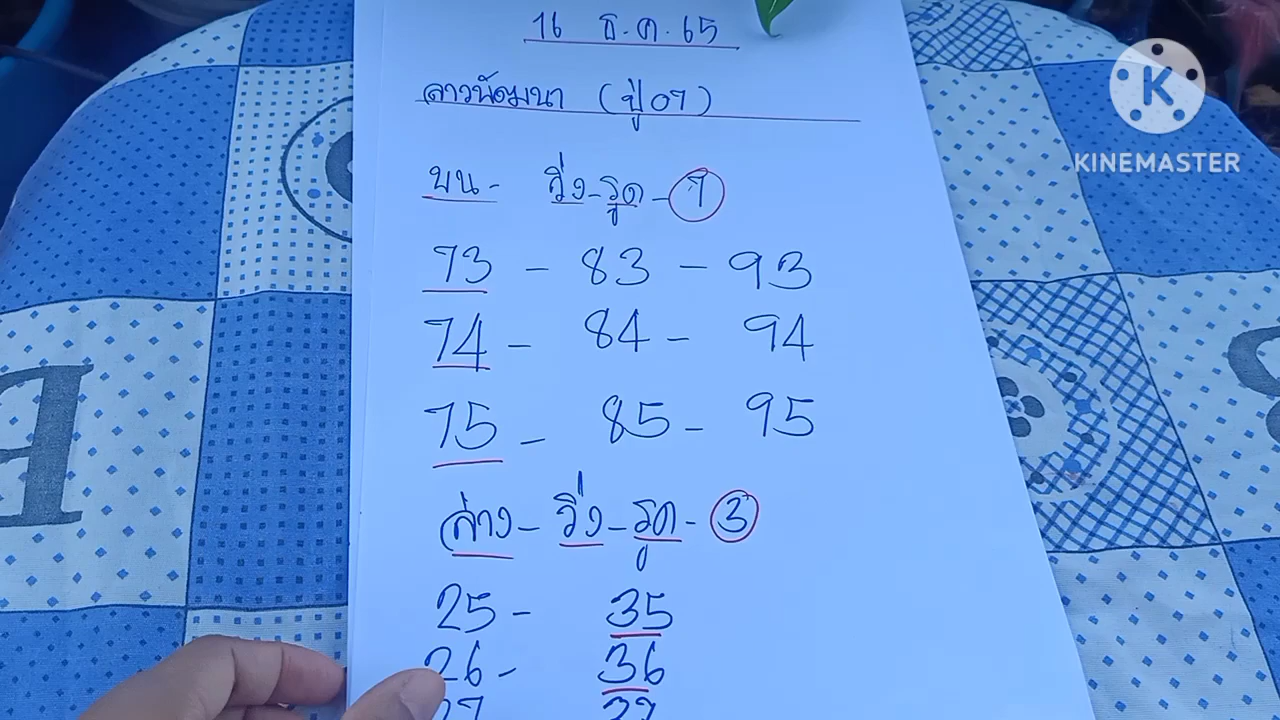 16 ธ.ค. 65
ลาวพัฒนา (ปู่07)
บน - วิ่ง - รูด - 7
73 - 83 - 93
74 - 84 - 94
75 - 85 - 95
ล่าง - วิ่ง - รูด - 3
25 - 35
26 - 36
27 37
K
KINEMASTER